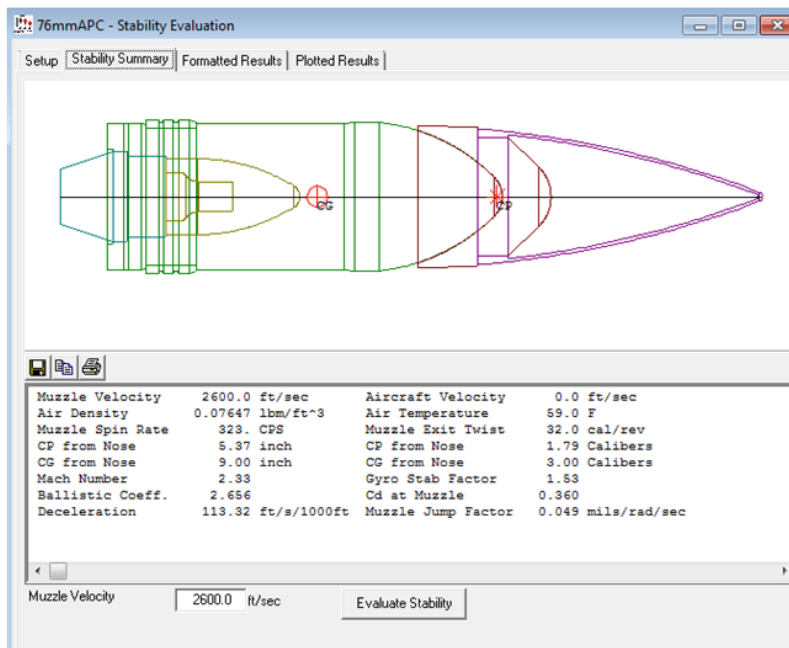 76mmAPC - Stability Evaluation
Setup Stability Summary Formatted Results Plotted Results
CG CP
Muzzle Velocity 2600.0 ft/sec Aircraft Velocity 0.0 ft/sec
Air Density 0.07647 lbm/ft^3 Air Temperature 59.0 F
Muzzle Spin Rate 323. CPS Muzzle Exit Twist 32.0 cal/rev
CP from Nose 5.37 inch CP from Nose 1.79 Calibers
CG from Nose 9.00 inch CG from Nose 3.00 Calibers
Mach Number 2.33 Gyro Stab Factor 1.53
Ballistic Coeff. 2.656 Cd at Muzzle 0.360
Deceleration 113.32 ft/s/1000ft Muzzle Jump Factor 0.049 mils/rad/sec
Muzzle Velocity 2600.0 ft/sec Evaluate Stability